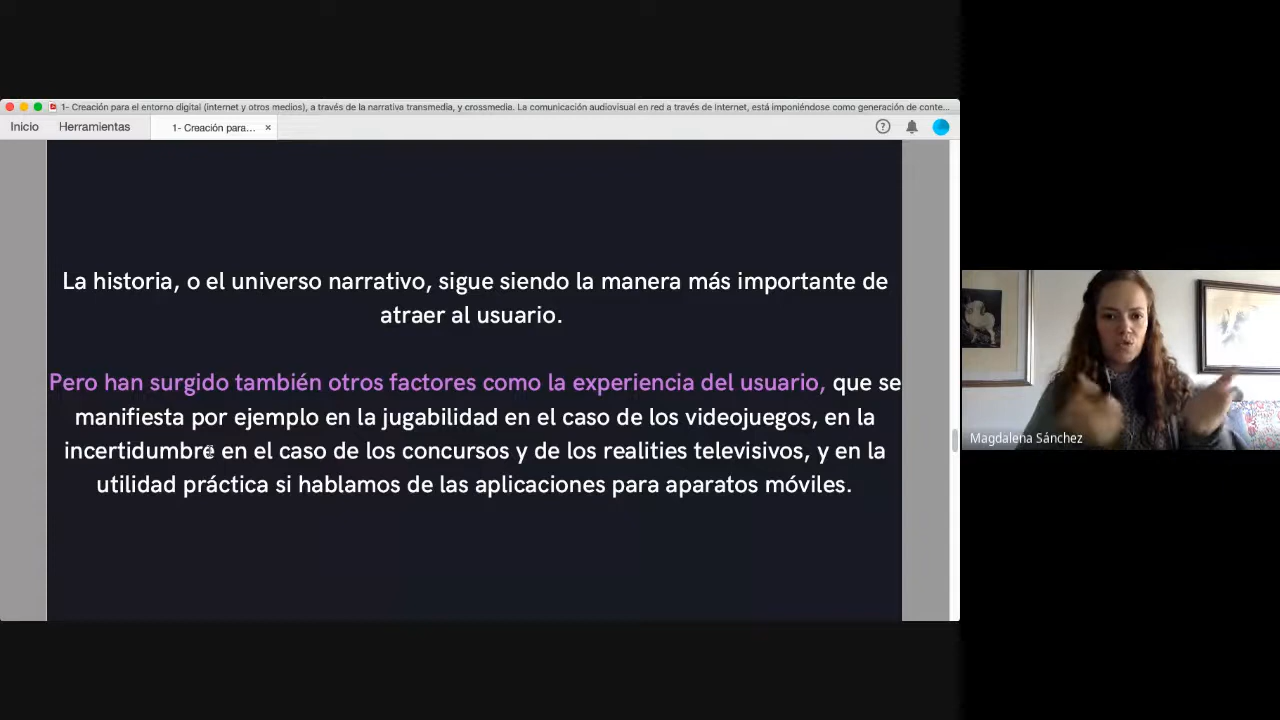 1- Creación para el entorno digital (internet y otros medios), a través de la narrativa transmedia, y crossmedia. La comunicación audiovisual en red a través de Internet, está imponiéndose como generación de conte...
Inicio Herramientas 1- Creación para... ×
?
La historia, o el universo narrativo, sigue siendo la manera más importante de
atraer al usuario.
Pero han surgido también otros factores como la experiencia del usuario, que se
manifiesta por ejemplo en la jugabilidad en el caso de los videojuegos, en la
incertidumbre en el caso de los concursos y de los realities televisivos, y en la
utilidad práctica si hablamos de las aplicaciones para aparatos móviles.
Magdalena Sánchez